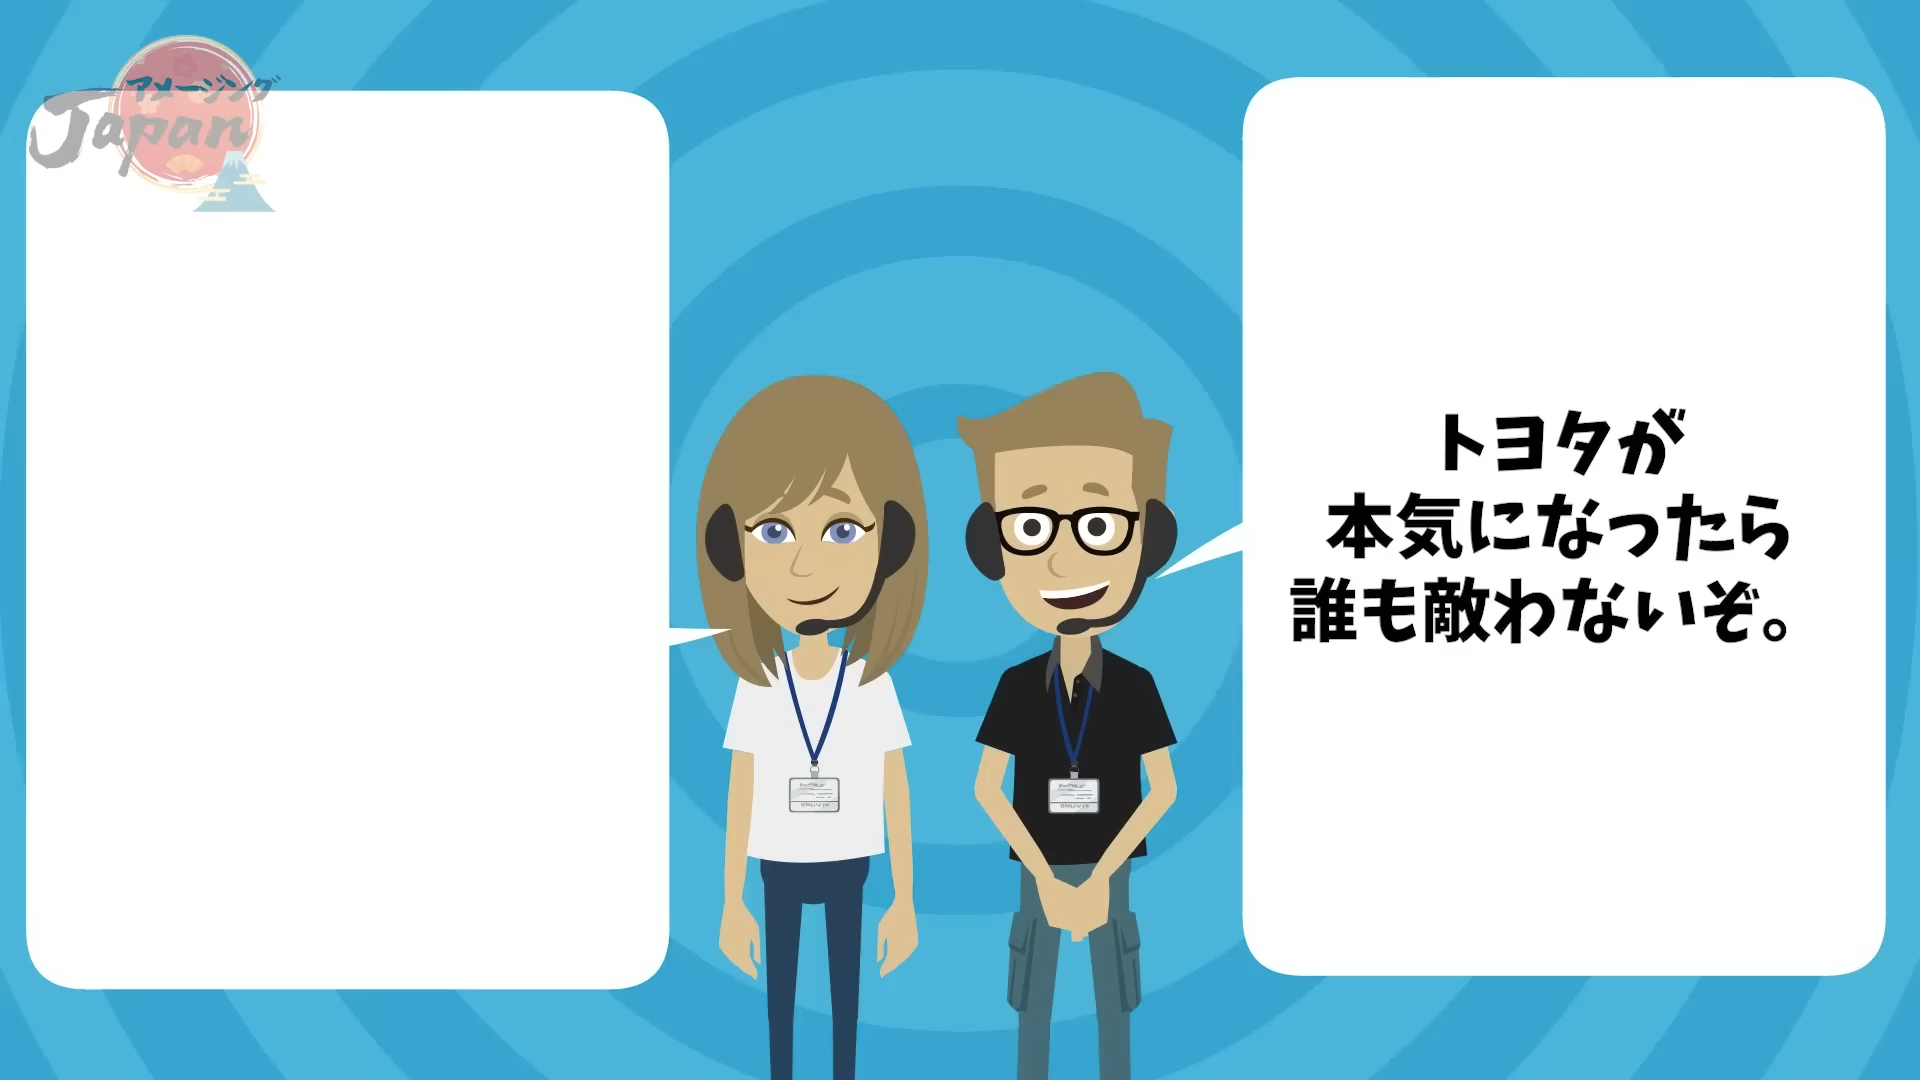 アメージング
Japan
トヨタが
本気になったら
誰も敵わないぞ。